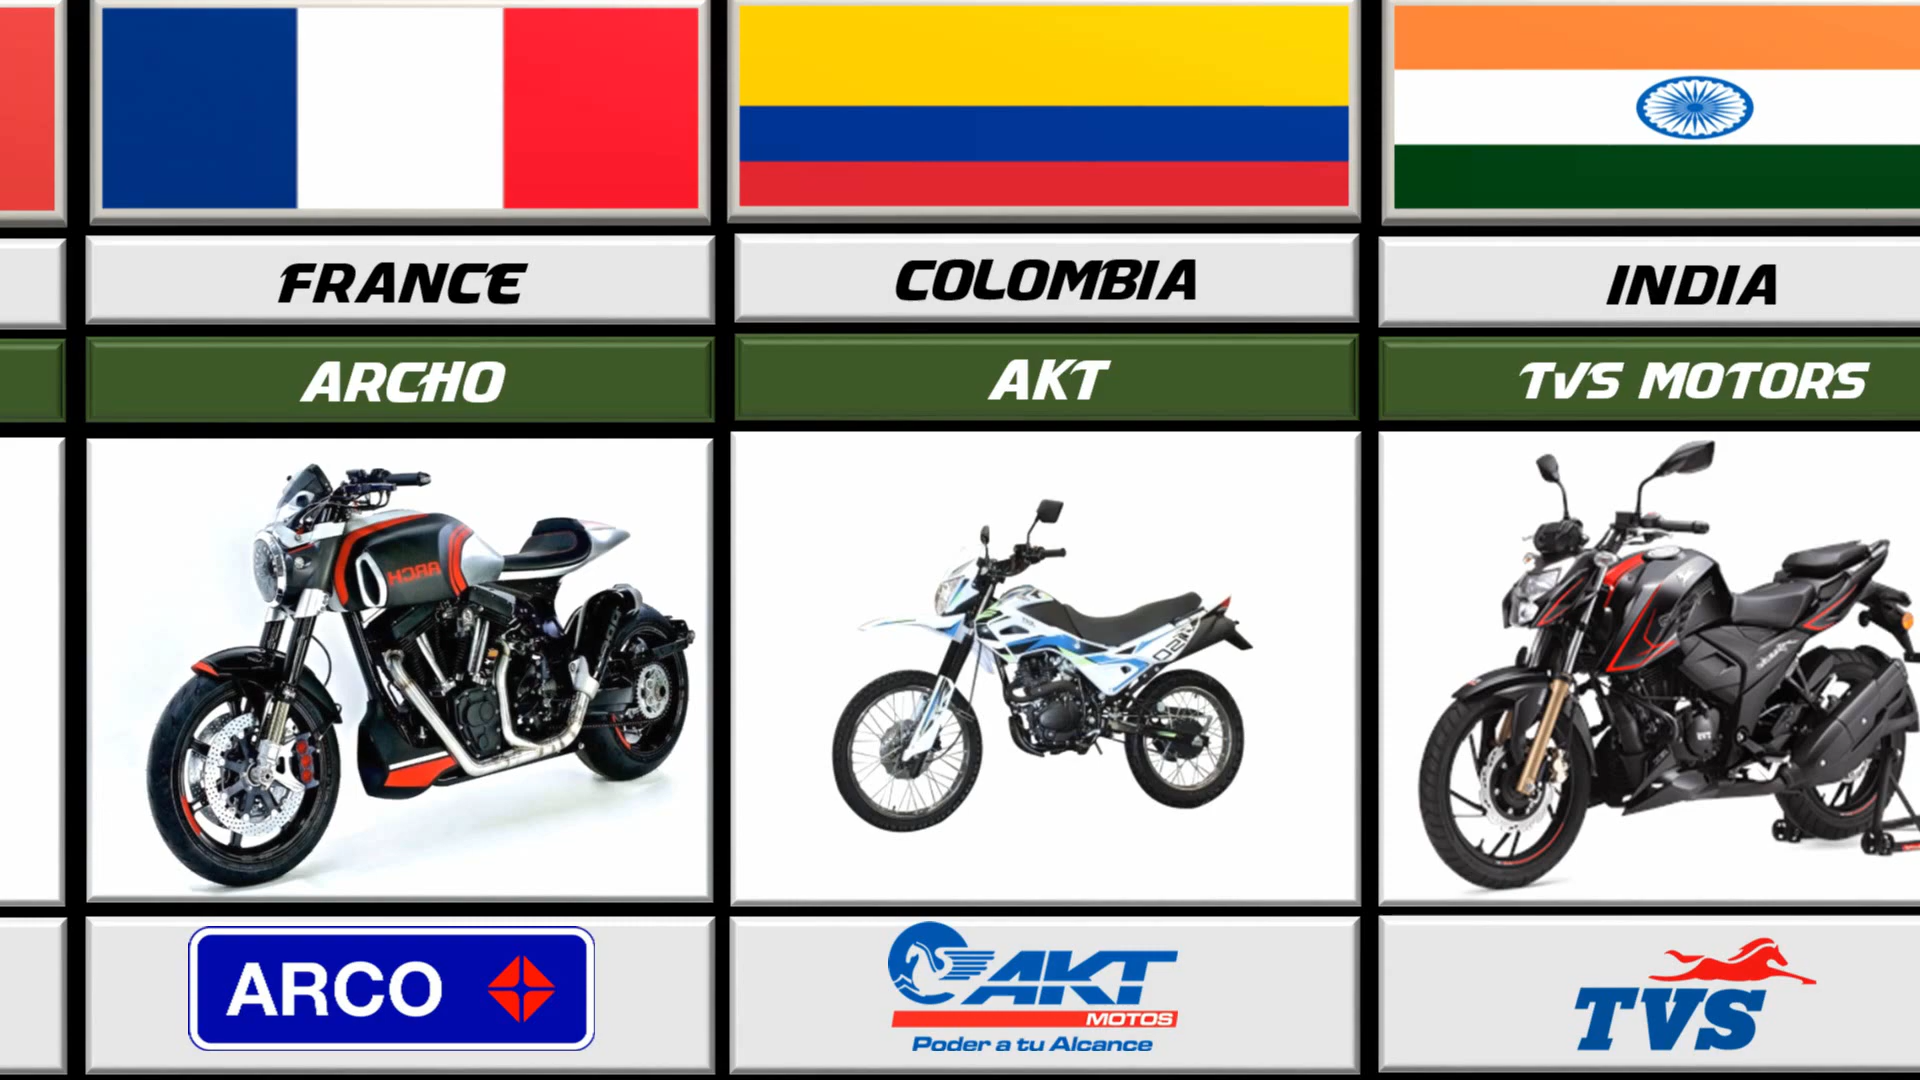 FRANCE
COLOMBIA
INDIA
ARCHO
AKT
TVS MOTORS
ARCO
AKT
MOTOS
Poder a tu Alcance
TVS